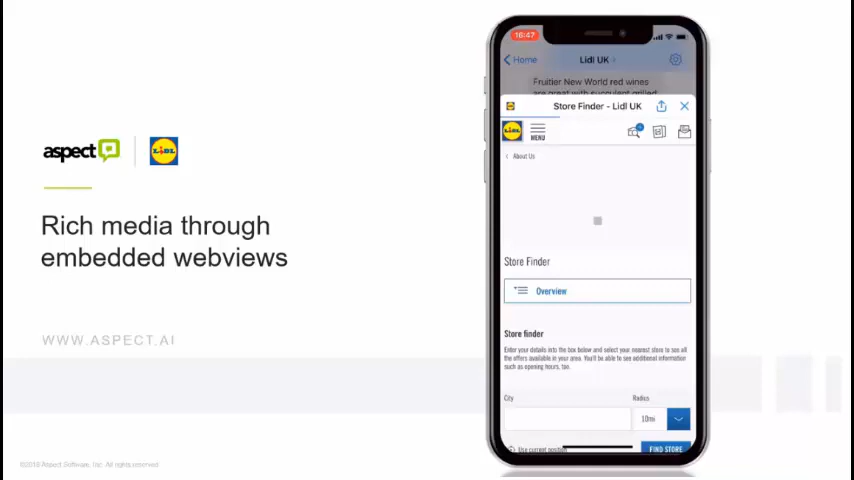 aspect
LiDL
Rich media through
embedded webviews
WWW.ASPECT.AI
©2018 Aspect Software, Inc. All rights reserved.
16:47
Home
Lidl UK
Fruitier New World red wines
are great with succulent grilled
Store Finder - Lidl UK
LiDL
MENU
About Us
Store Finder
Overview
Store finder
Enter your details into the box below and select your nearest store to see all
the offers available in your area. You'll be able to see additional information
such as opening hours, too.
City
Radius
10mi
Use current position
FIND STORE